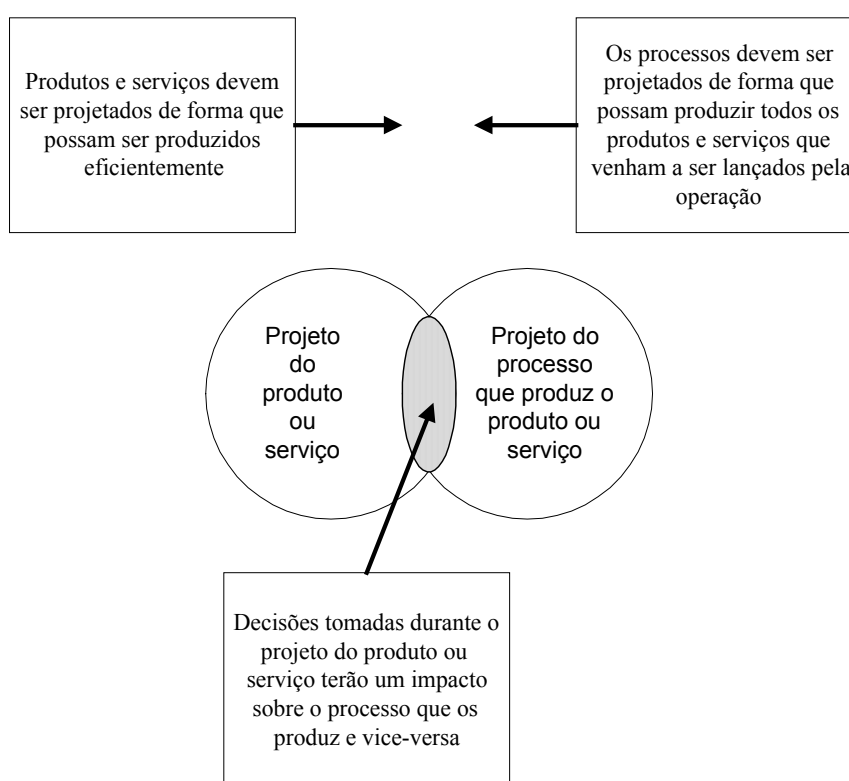 Produtos e serviços devem
ser projetados de forma que
possam ser produzidos
eficientemente
Os processos devem ser
projetados de forma que
possam produzir todos os
produtos e serviços que
venham a ser lançados pela
operação
Projeto
do
produto
ou
serviço
Projeto do
processo
que produz o
produto ou
serviço
Decisões tomadas durante o
projeto do produto ou
serviço terão um impacto
sobre o processo que os
produz e vice-versa